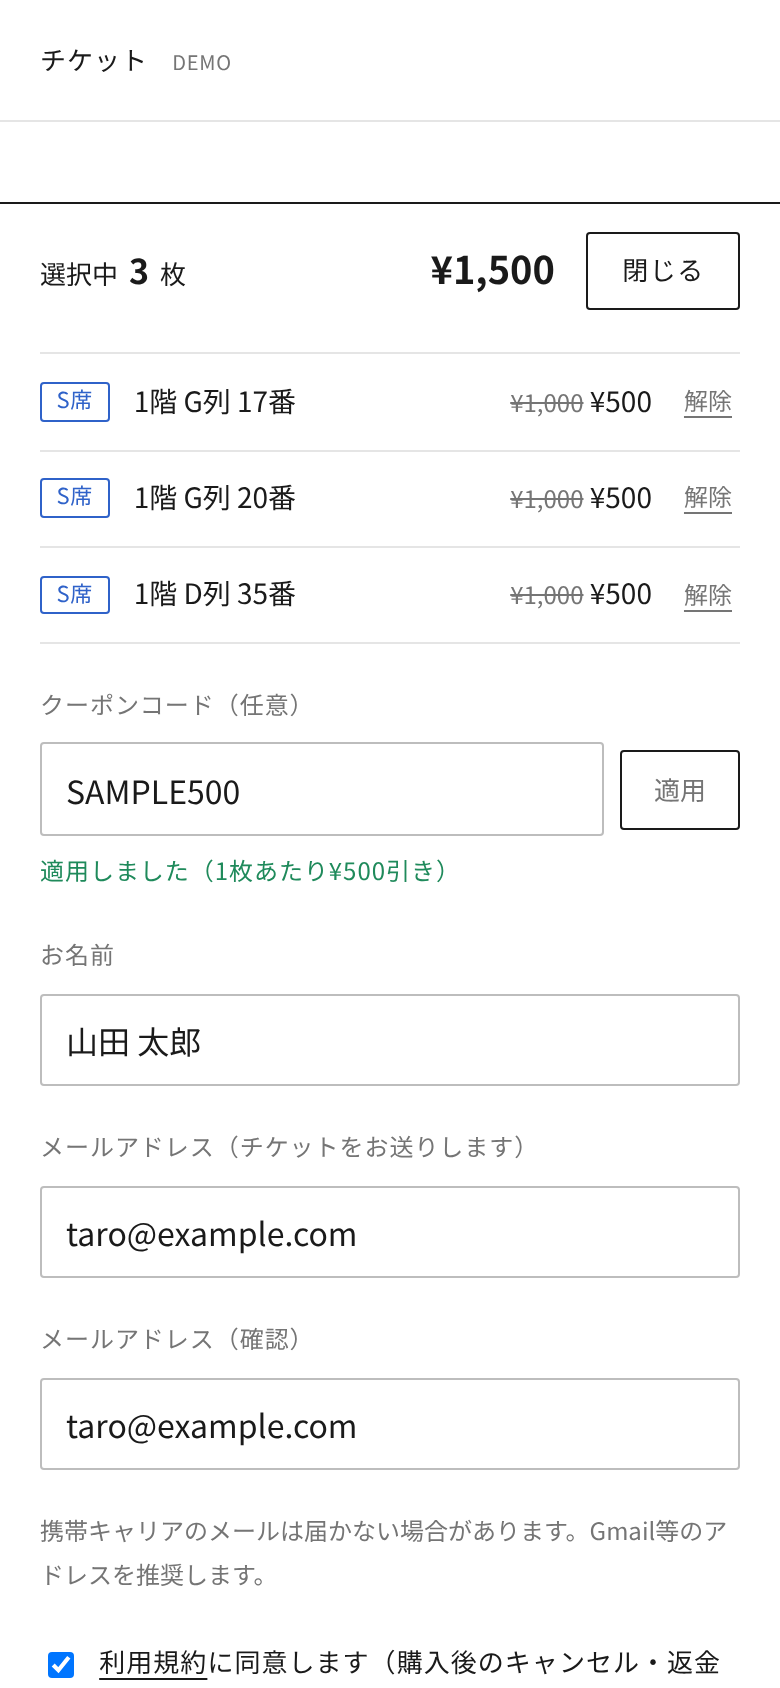 チケット DEMO
選択中 3 枚 ¥1,500 閉じる
S席 1階 G列 17番 ¥1,000 ¥500 解除
S席 1階 G列 20番 ¥1,000 ¥500 解除
S席 1階 D列 35番 ¥1,000 ¥500 解除
クーポンコード（任意）
SAMPLE500 適用
適用しました（1枚あたり¥500引き）
お名前
山田 太郎
メールアドレス（チケットをお送りします）
taro@example.com
メールアドレス（確認）
taro@example.com
携帯キャリアのメールは届かない場合があります。Gmail等のア
ドレスを推奨します。
利用規約に同意します（購入後のキャンセル・返金